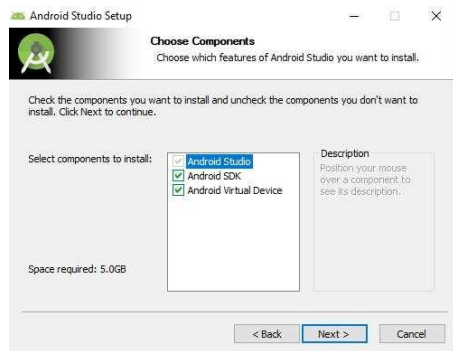 Android Studio Setup
Choose Components
Choose which features of Android Studio you want to install.
Check the components you want to install and uncheck the components you don't want to
install. Click Next to continue.
Select components to install:
Android Studio
Android SDK
Android Virtual Device
Description
Position your mouse
over a component to
see its description.
Space required: 5.0GB
< Back
Next >
Cancel